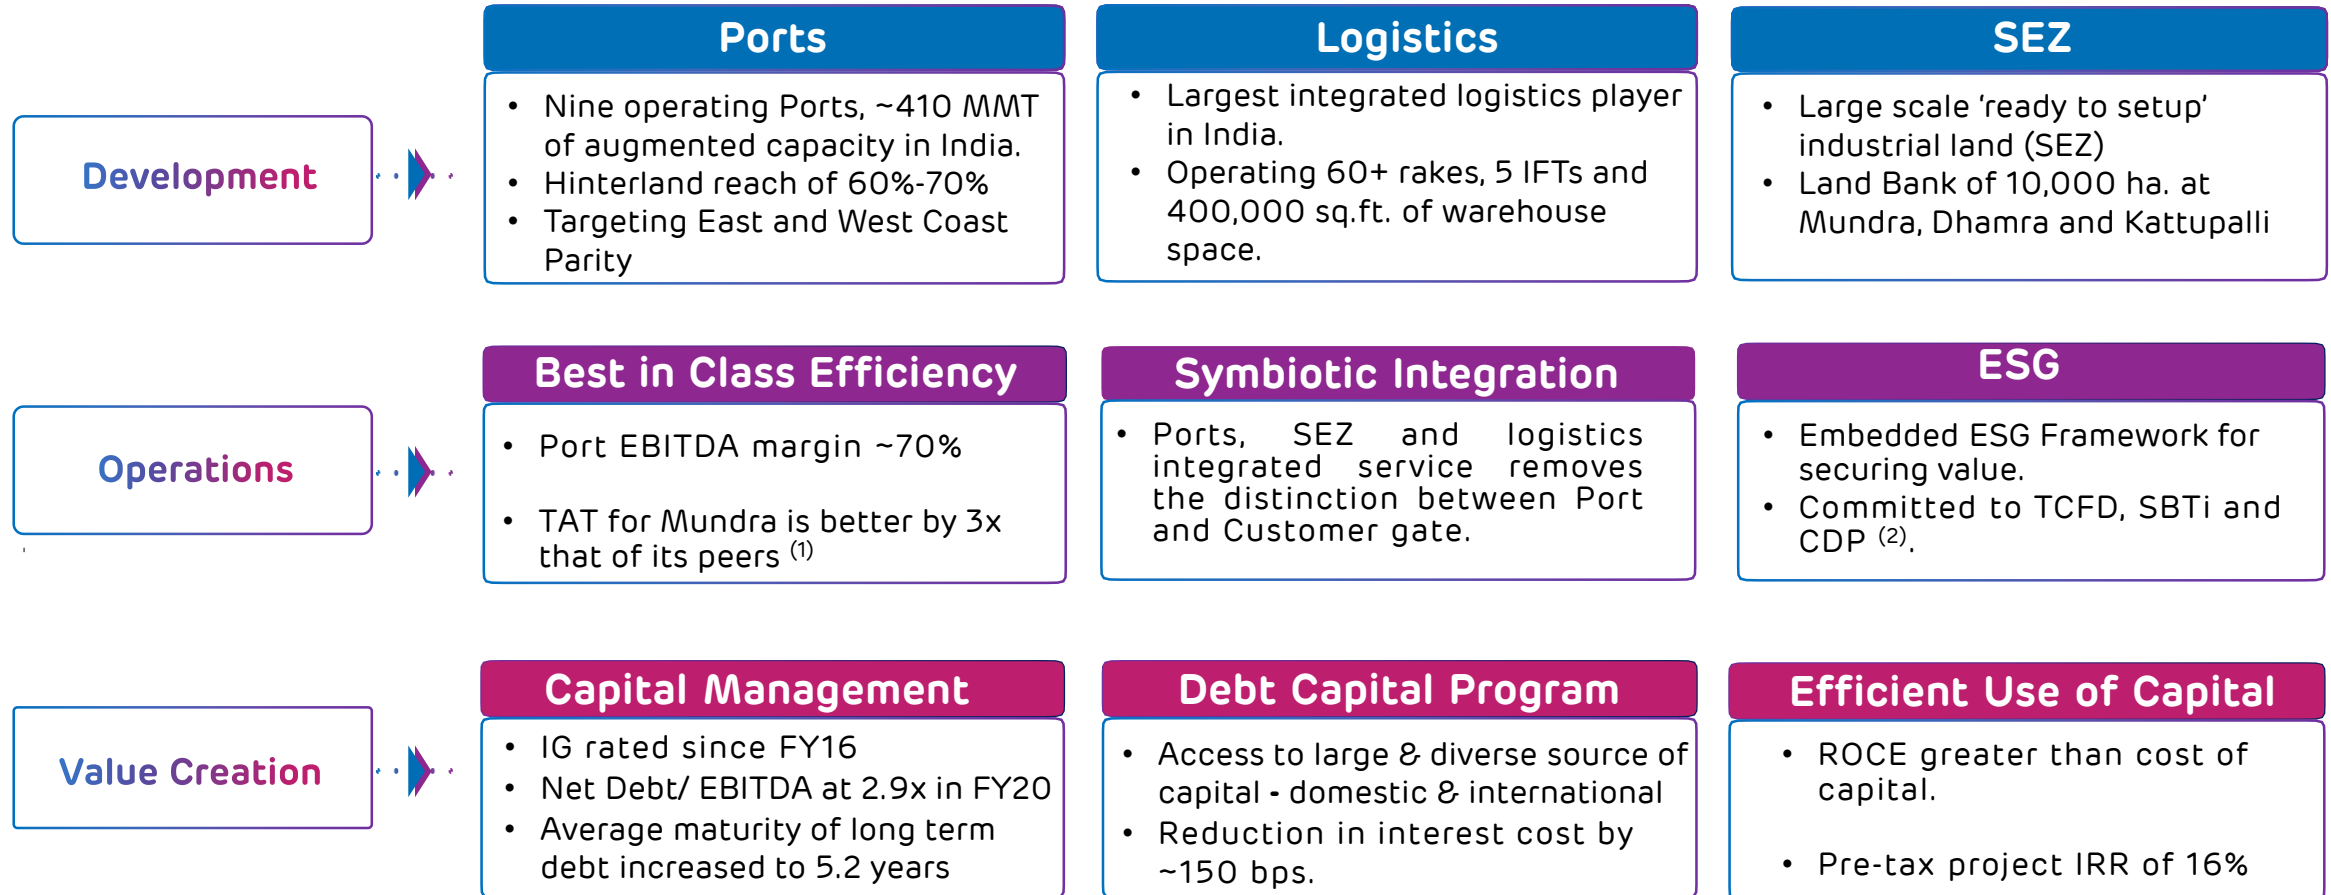 Ports
Logistics
SEZ
Development
• Nine operating Ports, ~410 MMT
of augmented capacity in India.
• Hinterland reach of 60%-70%
• Targeting East and West Coast
Parity
• Largest integrated logistics player
in India.
• Operating 60+ rakes, 5 IFTs and
400,000 sq.ft. of warehouse
space.
• Large scale ‘ready to setup’
industrial land (SEZ)
• Land Bank of 10,000 ha. at
Mundra, Dhamra and Kattupalli
Best in Class Efficiency
Symbiotic Integration
ESG
Operations
• Port EBITDA margin ~70%
• TAT for Mundra is better by 3x
that of its peers (1)
• Ports, SEZ and logistics
integrated service removes
the distinction between Port
and Customer gate.
• Embedded ESG Framework for
securing value.
• Committed to TCFD, SBTi and
CDP (2).
Capital Management
Debt Capital Program
Efficient Use of Capital
Value Creation
• IG rated since FY16
• Net Debt/ EBITDA at 2.9x in FY20
• Average maturity of long term
debt increased to 5.2 years
• Access to large & diverse source of
capital - domestic & international
• Reduction in interest cost by
~150 bps.
• ROCE greater than cost of
capital.
• Pre-tax project IRR of 16%